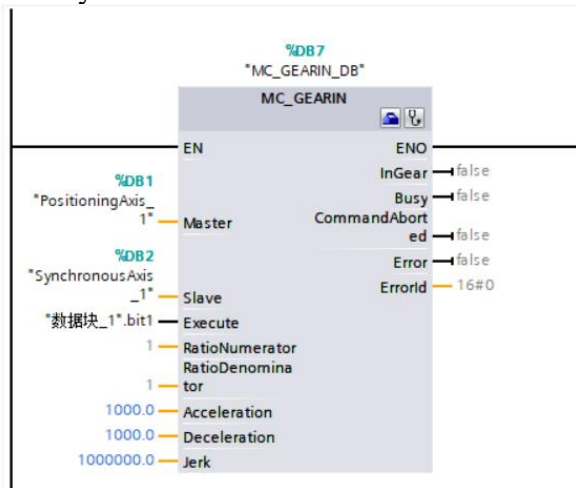 %DB7
"MC_GEARIN_DB"
MC_GEARIN
EN
ENO
InGear
false
%DB1
"PositioningAxis_
1"
Master
Busy
false
CommandAbort
ed
false
%DB2
"SynchronousAxis
_1"
Slave
Error
false
ErrorId
16#0
"数据块_1".bit1
Execute
1
RatioNumerator
1
RatioDenomina
tor
1000.0
Acceleration
1000.0
Deceleration
1000000.0
Jerk